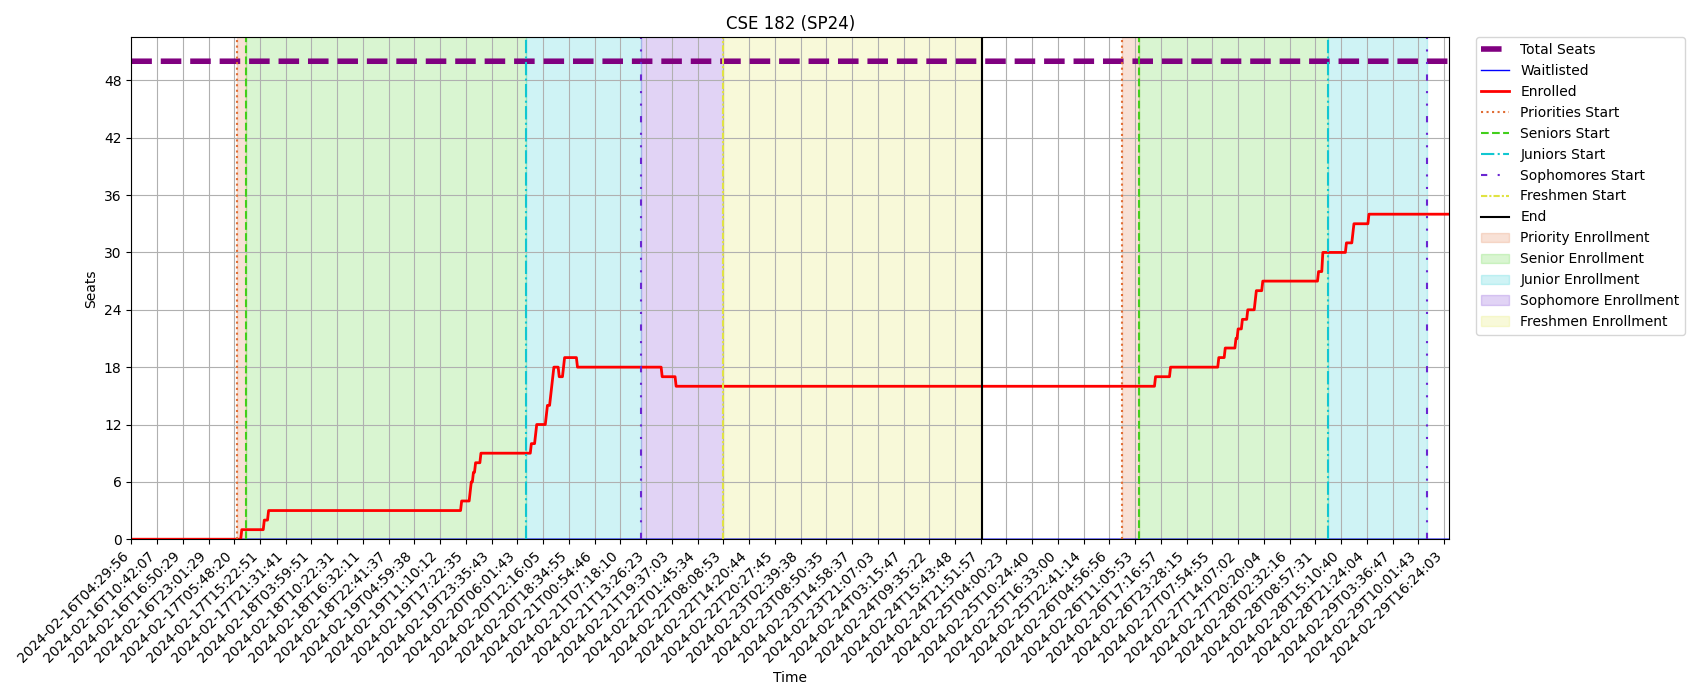 CSE 182 (SP24)
Seats
48
42
36
30
24
18
12
6
0
2024-02-16T04:29:56
2024-02-16T10:42:07
2024-02-16T16:50:29
2024-02-16T23:01:29
2024-02-17T05:48:20
2024-02-17T15:22:51
2024-02-17T21:31:41
2024-02-18T03:59:51
2024-02-18T10:22:31
2024-02-18T16:32:11
2024-02-18T22:41:37
2024-02-19T04:59:38
2024-02-19T11:10:12
2024-02-19T17:22:35
2024-02-19T23:35:43
2024-02-20T06:01:43
2024-02-20T12:16:05
2024-02-20T18:34:55
2024-02-21T00:54:46
2024-02-21T07:18:10
2024-02-21T13:26:23
2024-02-21T19:37:03
2024-02-22T01:45:34
2024-02-22T08:08:53
2024-02-22T14:20:44
2024-02-22T20:27:45
2024-02-23T02:39:38
2024-02-23T08:50:35
2024-02-23T14:58:37
2024-02-23T21:07:03
2024-02-24T03:15:47
2024-02-24T09:35:22
2024-02-24T15:43:48
2024-02-24T21:51:57
2024-02-25T04:00:23
2024-02-25T10:24:40
2024-02-25T16:33:00
2024-02-25T22:41:14
2024-02-26T04:56:56
2024-02-26T11:05:53
2024-02-26T17:16:57
2024-02-26T23:28:15
2024-02-27T07:54:55
2024-02-27T14:07:02
2024-02-27T20:20:04
2024-02-28T02:32:16
2024-02-28T08:57:31
2024-02-28T15:10:40
2024-02-28T21:24:04
2024-02-29T03:36:47
2024-02-29T10:01:43
2024-02-29T16:24:03
Time
Total Seats
Waitlisted
Enrolled
Priorities Start
Seniors Start
Juniors Start
Sophomores Start
Freshmen Start
End
Priority Enrollment
Senior Enrollment
Junior Enrollment
Sophomore Enrollment
Freshmen Enrollment